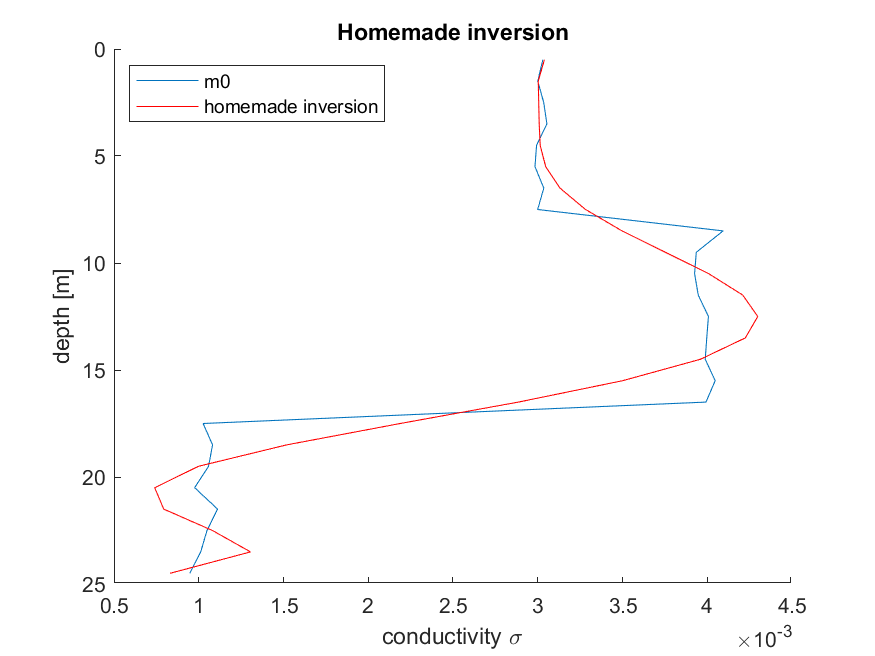 Homemade inversion
m0
homemade inversion
0
5
10
15
20
25
depth [m]
0.5 1 1.5 2 2.5 3 3.5 4 4.5
conductivity σ
×10⁻³